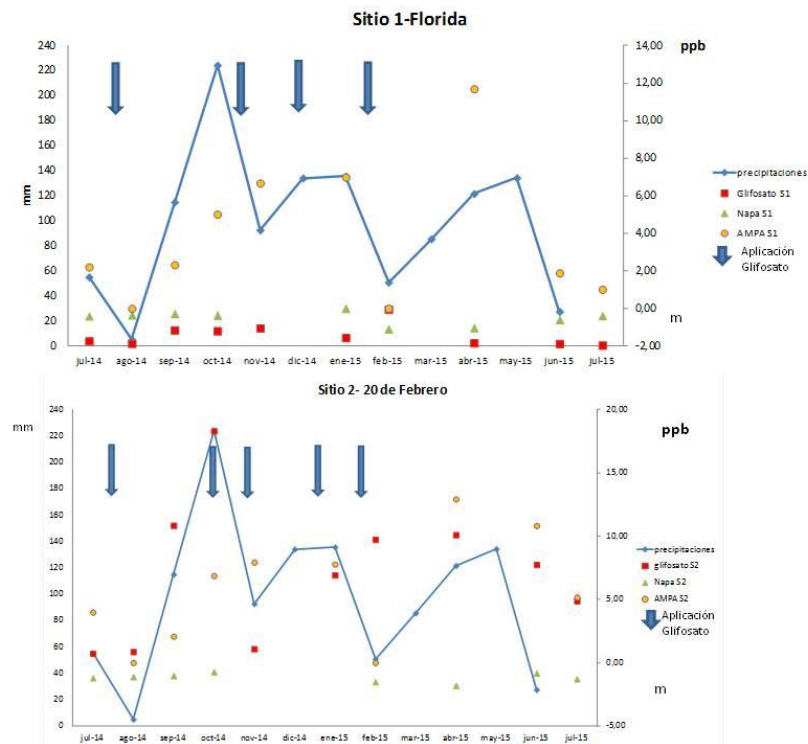 Sitio 1-Florida
240
220
200
180
160
140
120
100
80
60
40
20
0
mm
14,00
12,00
10,00
8,00
6,00
4,00
2,00
0,00
-2,00
ppb
m
jul-14 ago-14 sep-14 oct-14 nov-14 dic-14 ene-15 feb-15 mar-15 abr-15 may-15 jun-15 jul-15
precipitaciones
Glifosato S1
Napa S1
AMPA S1
Aplicación
Glifosato
Sitio 2- 20 de Febrero
mm
240
220
200
180
160
140
120
100
80
60
40
20
0
20,00
15,00
10,00
5,00
0,00
-5,00
ppb
m
jul-14 ago-14 sep-14 oct-14 nov-14 dic-14 ene-15 feb-15 mar-15 abr-15 may-15 jun-15 jul-15
precipitaciones
glifosato S2
Napa S2
AMPA S2
Aplicación
Glifosato